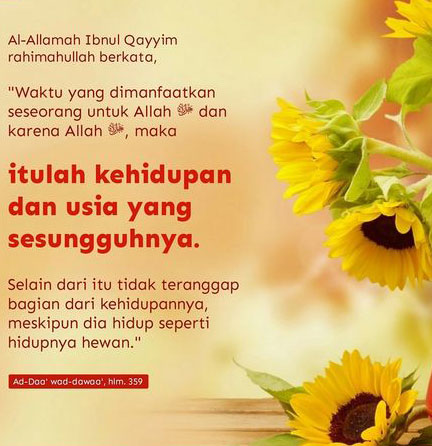 Al-Allamah Ibnul Qayyim
rahimahullah berkata,
"Waktu yang dimanfaatkan
seseorang untuk Allah ﷻ dan
karena Allah ﷻ, maka
itulah kehidupan
dan usia yang
sesungguhnya.
Selain dari itu tidak teranggap
bagian dari kehidupannya,
meskipun dia hidup seperti
hidupnya hewan."
Ad-Daa' wad-dawaa', hlm. 359